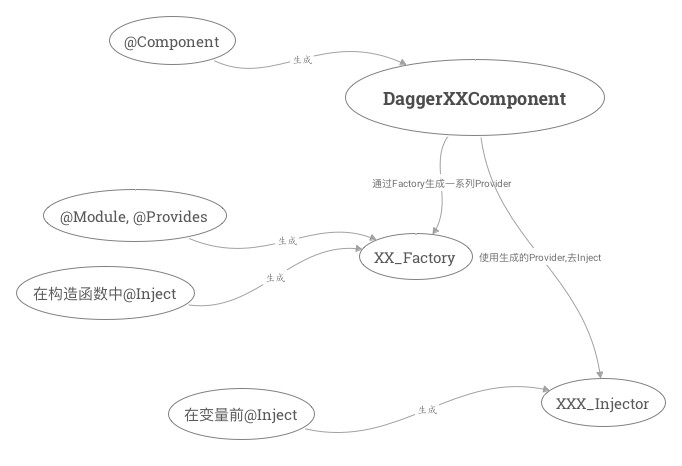 @Component
生成
DaggerXXComponent
通过Factory生成一系列Provider
@Module, @Provides
生成
XX_Factory
使用生成的Provider,去Inject
生成
在构造函数中@Inject
XXX_Injector
生成
在变量前@Inject